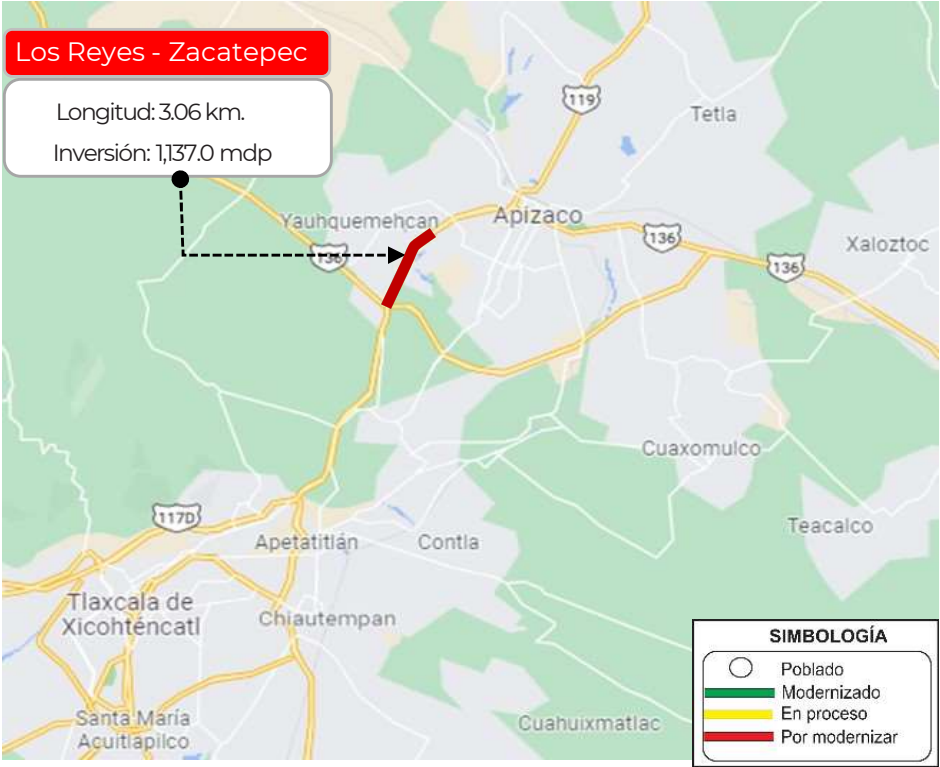 Los Reyes - Zacatepec
Longitud: 3.06 km.
Inversión: 1,137.0 mdp
119
Tetla
Yauhquemehcan
Apizaco
136
136
Xaloztoc
136
Cuaxomulco
117D
Teacalco
Apetatitlán
Contla
Tlaxcala de
Xicohténcatl
Chiautempan
SIMBOLOGÍA
Poblado
Modernizado
En proceso
Por modernizar
Santa María
Acuitlapilco
Cuahuixmatlac